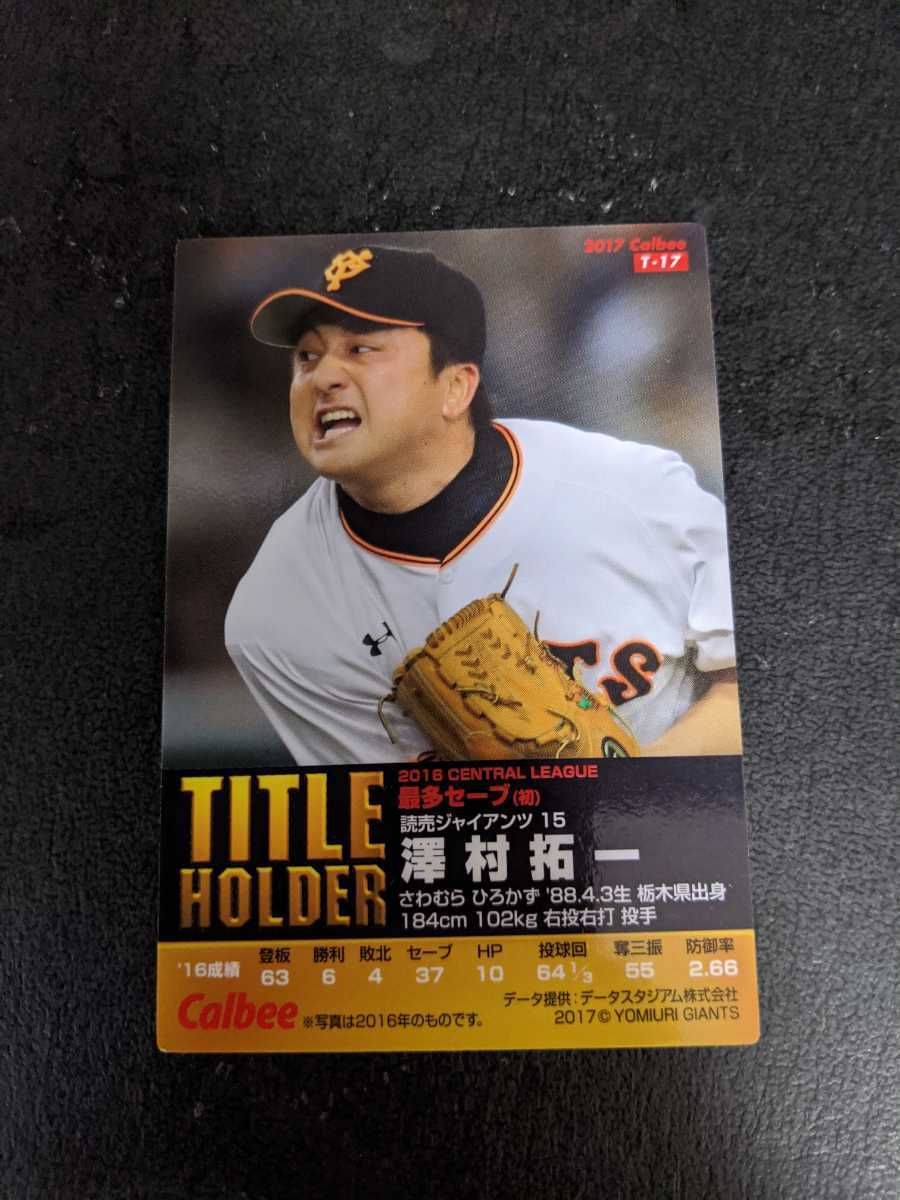 2017 Calbee
T-17
TS
TITLE
HOLDER
2016 CENTRAL LEAGUE
最多セーブ(初)
読売ジャイアンツ 15
澤村拓一
さわむら ひろかず '88.4.3生 栃木県出身
184cm 102kg 右投右打 投手
登板 勝利 敗北 セーブ HP 投球回 奪三振 防御率
'16成績 63 6 4 37 10 64 1/3 55 2.66
Calbee ※写真は2016年のものです。
データ提供：データスタジアム株式会社
2017© YOMIURI GIANTS